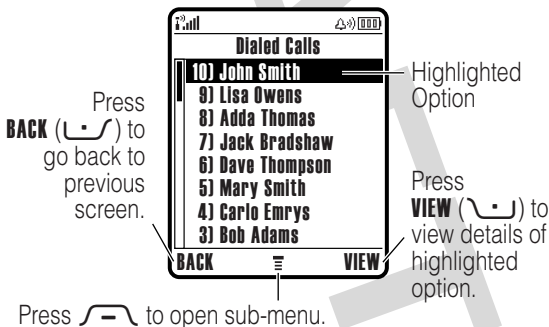 Dialed Calls
10) John Smith
9) Lisa Owens
8) Adda Thomas
7) Jack Bradshaw
6) Dave Thompson
5) Mary Smith
4) Carlo Emrys
3) Bob Adams
BACK
VIEW
Highlighted
Option
Press
BACK ( ) to
go back to
previous
screen.
Press
VIEW ( ) to
view details of
highlighted
option.
Press to open sub-menu.